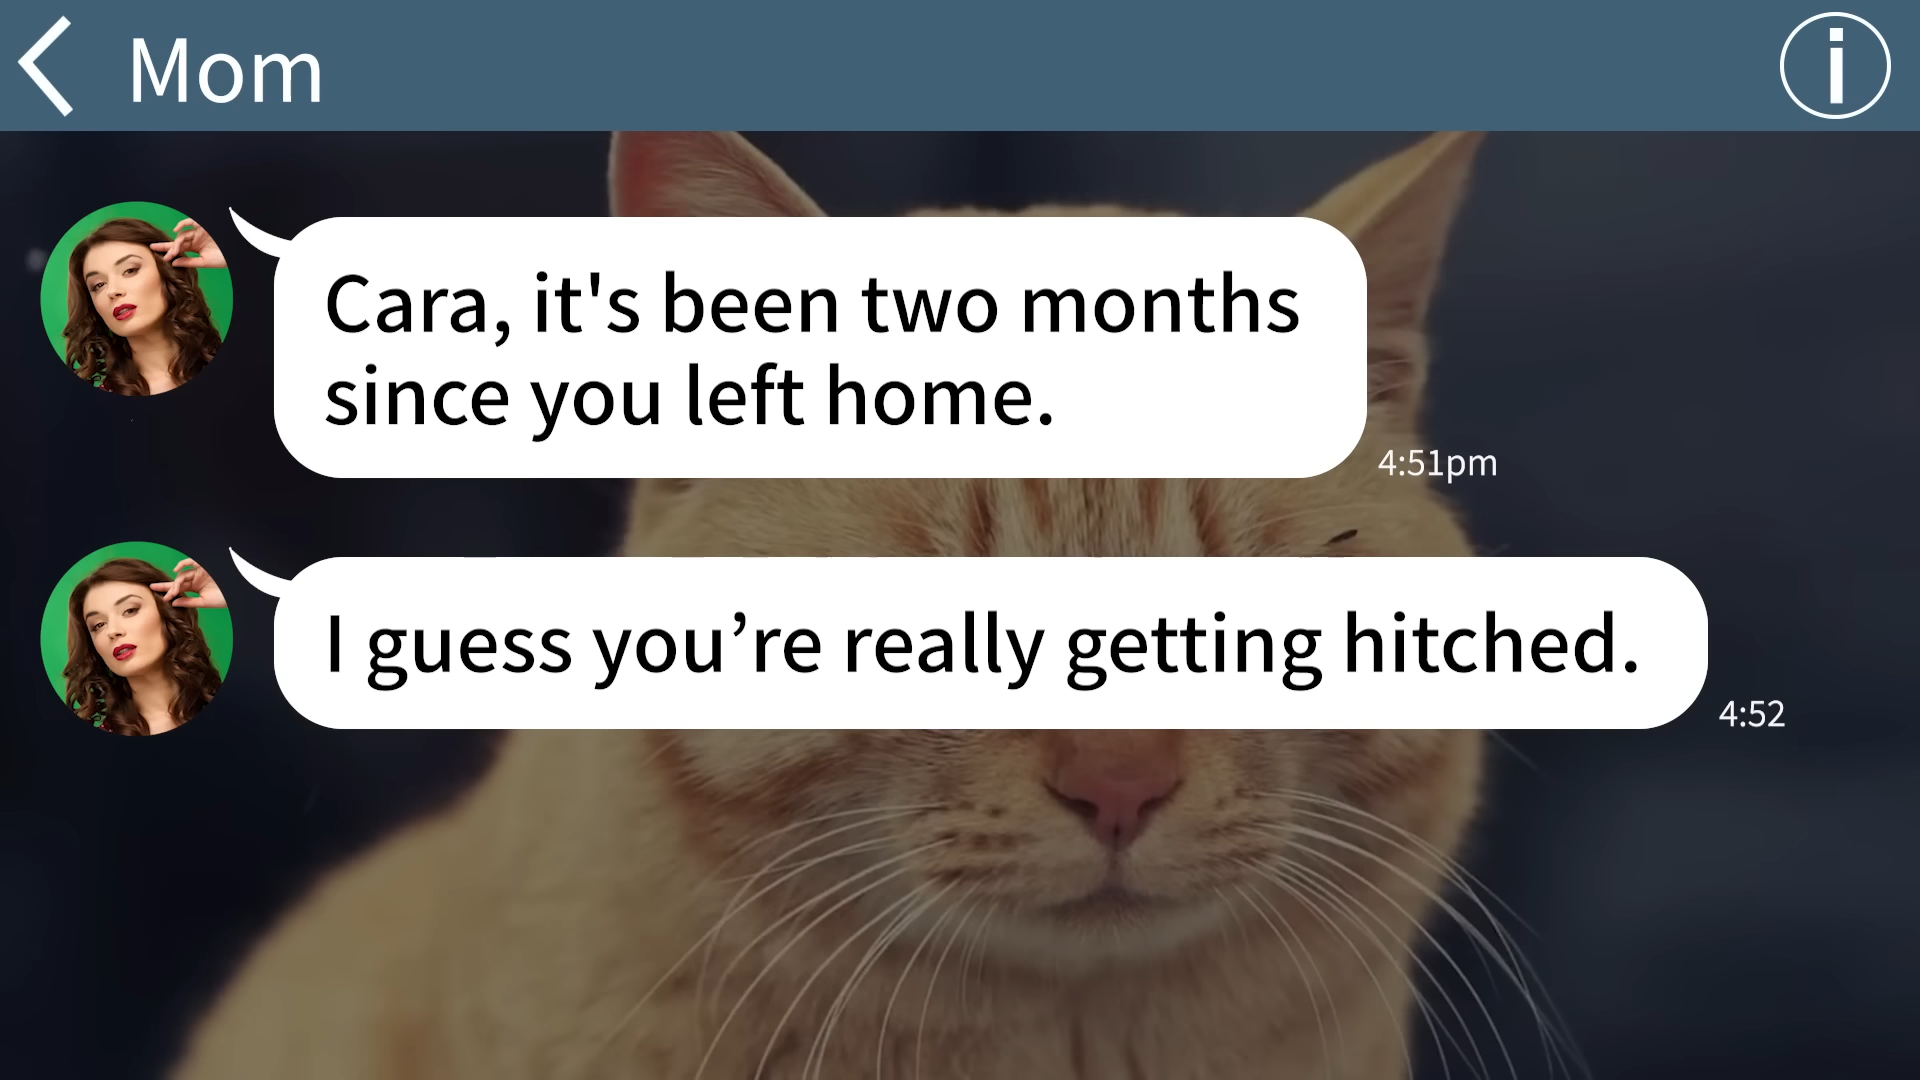 Mom
i
Cara, it's been two months
since you left home.
4:51pm
I guess you’re really getting hitched.
4:52